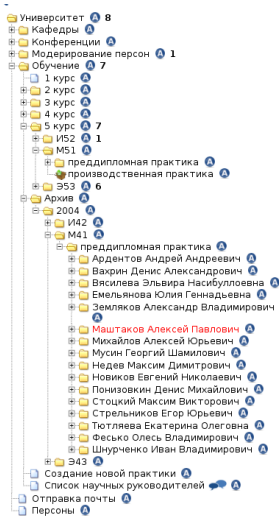 Университет А 8
Кафедры А
Конференции А
Модерирование персон А 1
Обучение А 7
1 курс А
2 курс А
3 курс А
4 курс А
5 курс А 7
И52 А 1
М51 А
преддипломная практика А
производственная практика А
Э53 А 6
Архив А
2004 А
И42 А
М41 А
преддипломная практика А
Ардентов Андрей Андреевич А
Вахрин Денис Александрович А
Вясилева Эльвира Насибуллоевна А
Емельянова Юлия Геннадьевна А
Земляков Александр Владимирович
А
Маштаков Алексей Павлович А
Михайлов Алексей Юрьевич А
Мусин Георгий Шамилович А
Недев Максим Димитрович А
Новиков Евгений Николаевич А
Понизовкин Денис Михайлович А
Стоцкий Максим Викторович А
Стрельников Егор Юрьевич А
Тютляева Екатерина Олеговна А
Фесько Олесь Владимирович А
Шнурченко Иван Владимирович А
Э43 А
Создание новой практики А
Список научных руководителей А
Отправка почты А
Персоны А